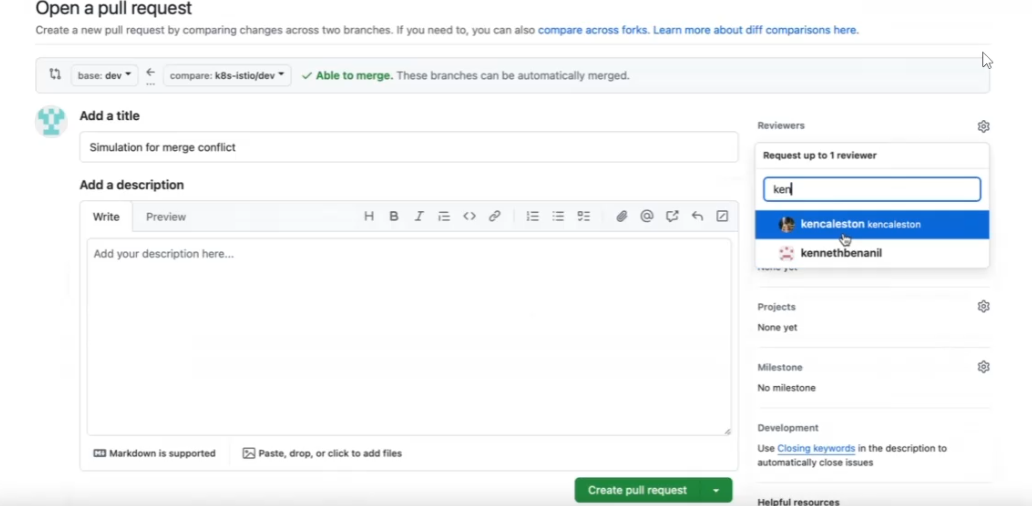 Open a pull request
Create a new pull request by comparing changes across two branches. If you need to, you can also compare across forks. Learn more about diff comparisons here.
base: dev compare: k8s-istio/dev Able to merge. These branches can be automatically merged.
Add a title
Simulation for merge conflict
Add a description
Write Preview
Add your description here...
Markdown is supported Paste, drop, or click to add files
Create pull request
Reviewers
Request up to 1 reviewer
ken
kencaleston kencaleston
kennethbenanil
None yet
Projects
None yet
Milestone
No milestone
Development
Use Closing keywords in the description to
automatically close issues
Helpful resources